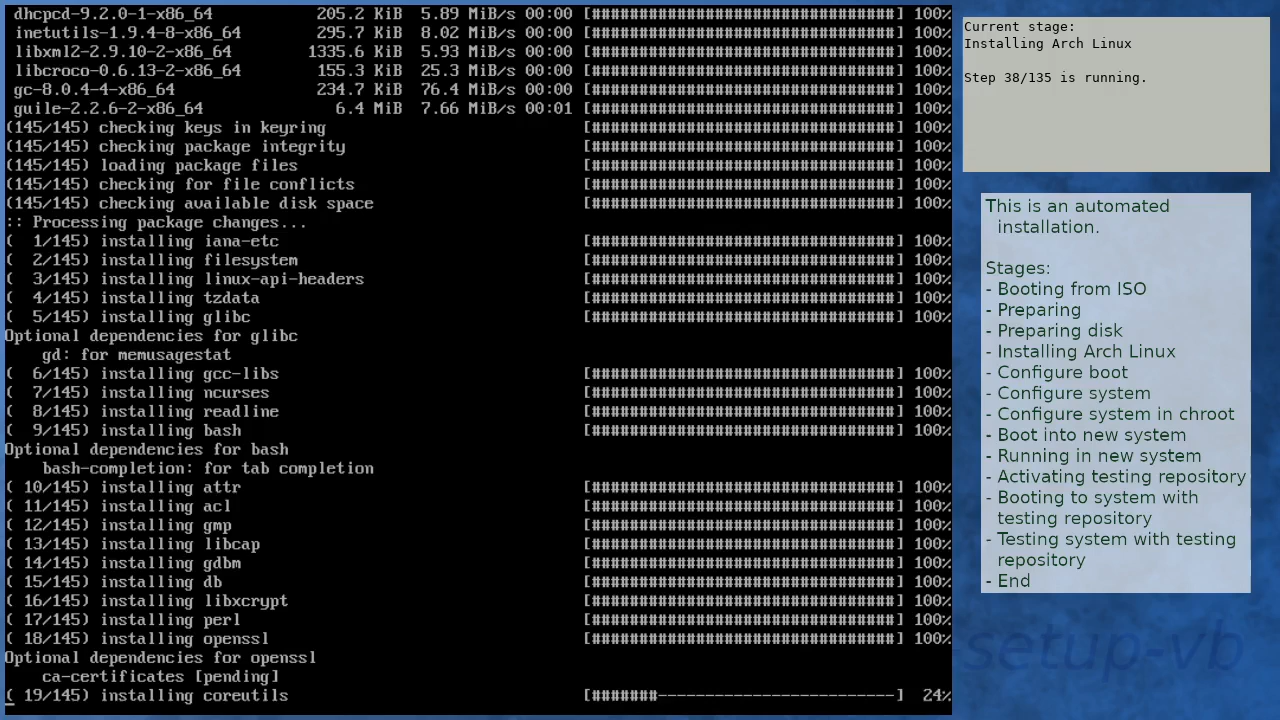 dhcpcd-9.2.0-1-x86_64 205.2 KiB 5.89 MiB/s 00:00 [################################] 100%
inetutils-1.9.4-8-x86_64 295.7 KiB 8.02 MiB/s 00:00 [################################] 100%
libxml2-2.9.10-2-x86_64 1335.6 KiB 5.93 MiB/s 00:00 [################################] 100%
libcroco-0.6.13-2-x86_64 155.3 KiB 25.3 MiB/s 00:00 [################################] 100%
gc-8.0.4-4-x86_64 234.7 KiB 76.4 MiB/s 00:00 [################################] 100%
guile-2.2.6-2-x86_64 6.4 MiB 7.66 MiB/s 00:01 [################################] 100%
(145/145) checking keys in keyring [################################] 100%
(145/145) checking package integrity [################################] 100%
(145/145) loading package files [################################] 100%
(145/145) checking for file conflicts [################################] 100%
(145/145) checking available disk space [################################] 100%
:: Processing package changes...
( 1/145) installing iana-etc [################################] 100%
( 2/145) installing filesystem [################################] 100%
( 3/145) installing linux-api-headers [################################] 100%
( 4/145) installing tzdata [################################] 100%
( 5/145) installing glibc [################################] 100%
Optional dependencies for glibc
gd: for memusagestat
( 6/145) installing gcc-libs [################################] 100%
( 7/145) installing ncurses [################################] 100%
( 8/145) installing readline [################################] 100%
( 9/145) installing bash [################################] 100%
Optional dependencies for bash
bash-completion: for tab completion
( 10/145) installing attr [################################] 100%
( 11/145) installing acl [################################] 100%
( 12/145) installing gmp [################################] 100%
( 13/145) installing libcap [################################] 100%
( 14/145) installing gdbm [################################] 100%
( 15/145) installing db [################################] 100%
( 16/145) installing libxcrypt [################################] 100%
( 17/145) installing perl [################################] 100%
( 18/145) installing openssl [################################] 100%
Optional dependencies for openssl
ca-certificates [pending]
( 19/145) installing coreutils [#######-------------------------] 24%
Current stage:
Installing Arch Linux
Step 38/135 is running.
This is an automated
installation.
Stages:
- Booting from ISO
- Preparing
- Preparing disk
- Installing Arch Linux
- Configure boot
- Configure system
- Configure system in chroot
- Boot into new system
- Running in new system
- Activating testing repository
- Booting to system with
testing repository
- Testing system with testing
repository
- End
-setup-vb